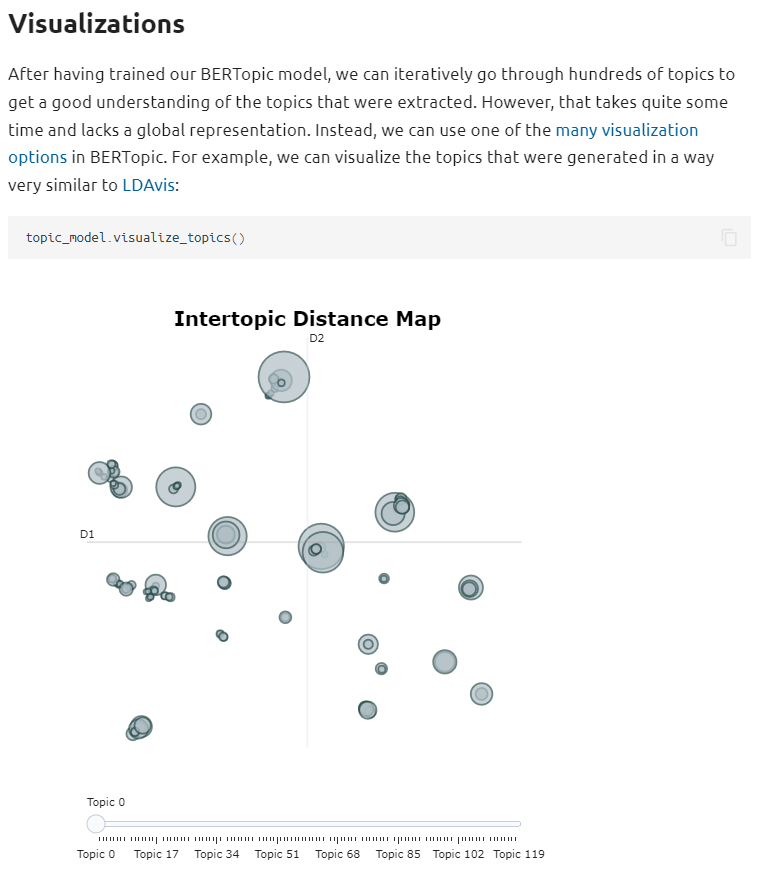 Visualizations
After having trained our BERTopic model, we can iteratively go through hundreds of topics to
get a good understanding of the topics that were extracted. However, that takes quite some
time and lacks a global representation. Instead, we can use one of the many visualization
options in BERTopic. For example, we can visualize the topics that were generated in a way
very similar to LDAvis:
topic_model.visualize_topics()
Intertopic Distance Map
D2
D1
Topic 0
Topic 0 Topic 17 Topic 34 Topic 51 Topic 68 Topic 85 Topic 102 Topic 119